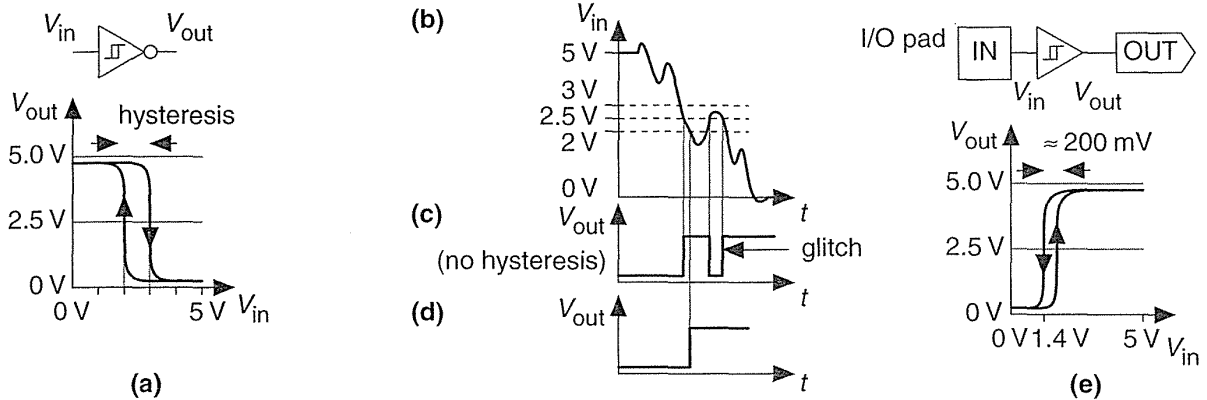 V_in V_out
V_out hysteresis
5.0 V
2.5 V
0 V
0 V 5 V V_in
(a)
(b)
V_in
5 V
3 V
2.5 V
2 V
0 V
t
(c)
V_out
(no hysteresis)
glitch
t
(d)
V_out
t
I/O pad IN OUT
V_in V_out
V_out ≈ 200 mV
5.0 V
2.5 V
0 V
0 V 1.4 V 5 V V_in
(e)